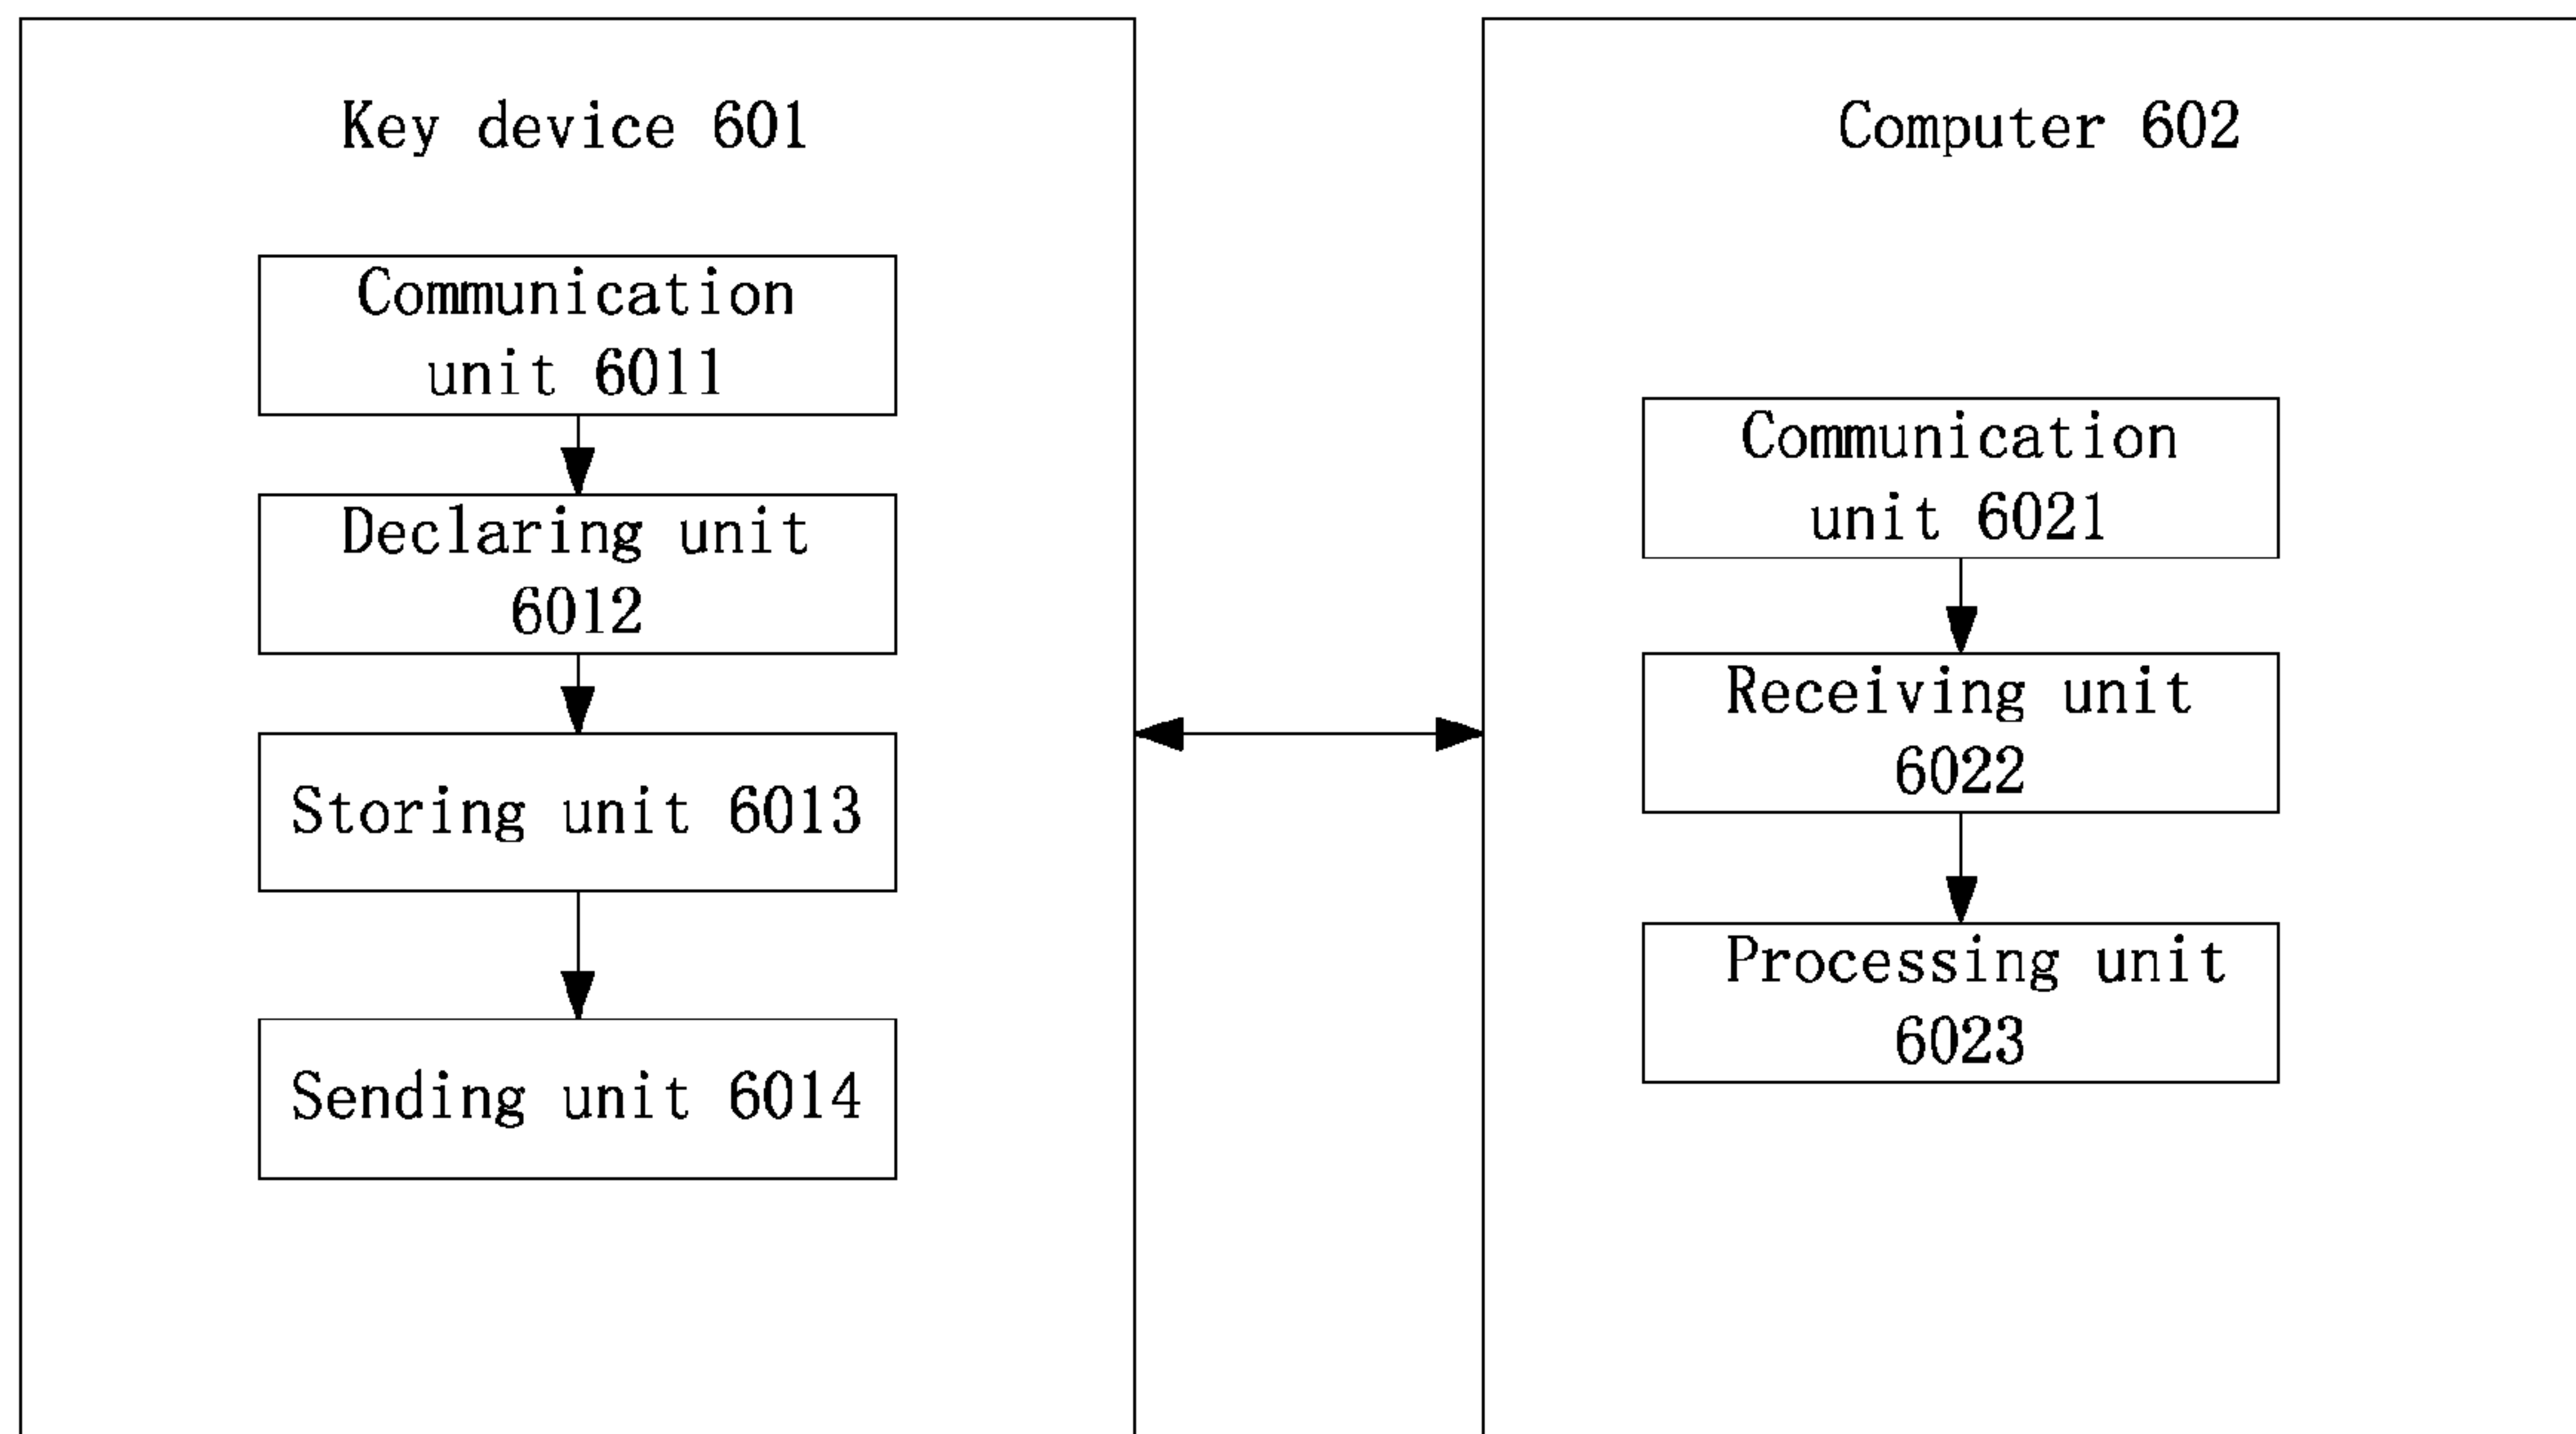 Key device 601
Communication
unit 6011
Declaring unit
6012
Storing unit 6013
Sending unit 6014
Computer 602
Communication
unit 6021
Receiving unit
6022
Processing unit
6023